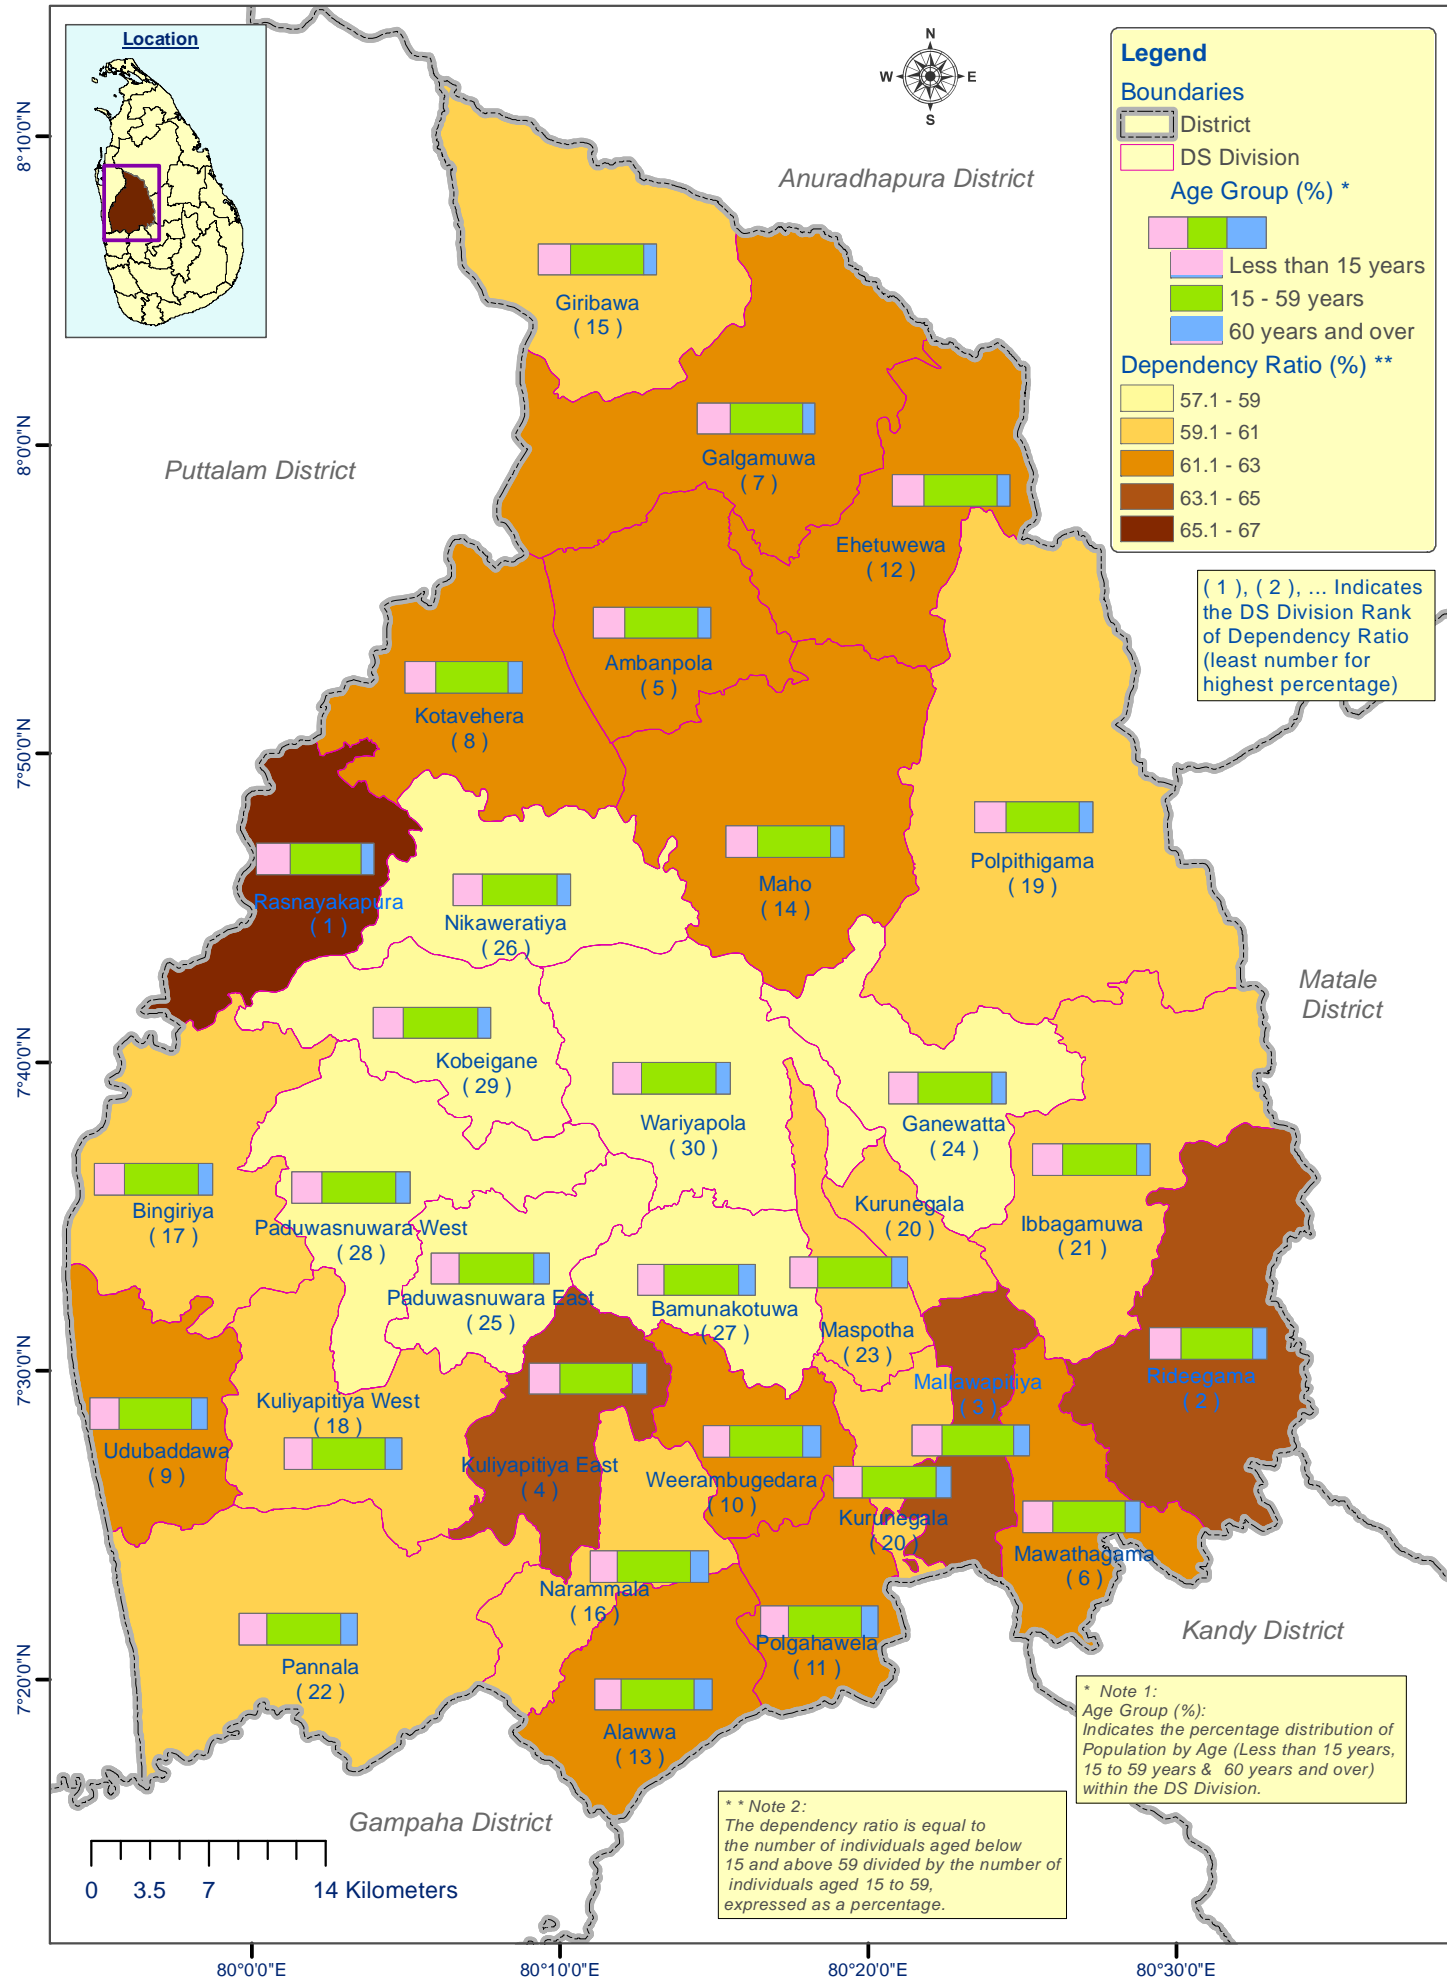 Location
N
W
E
S
Legend
Boundaries
District
DS Division
Age Group (%) *
Less than 15 years
15 - 59 years
60 years and over
Dependency Ratio (%) **
57.1 - 59
59.1 - 61
61.1 - 63
63.1 - 65
65.1 - 67
( 1 ), ( 2 ), ... Indicates
the DS Division Rank
of Dependency Ratio
(least number for
highest percentage)
Anuradhapura District
Puttalam District
Matale
District
Kandy District
Gampaha District
Giribawa
( 15 )
Galgamuwa
( 7 )
Ehetuwewa
( 12 )
Ambanpola
( 5 )
Kotavehera
( 8 )
Polpithigama
( 19 )
Maho
( 14 )
Rasnayakapura
( 1 )
Nikaweratiya
( 26 )
Kobeigane
( 29 )
Wariyapola
( 30 )
Ganewatta
( 24 )
Bingiriya
( 17 )
Paduwasnuwara West
( 28 )
Kurunegala
( 20 )
Ibbagamuwa
( 21 )
Paduwasnuwara East
( 25 )
Bamunakotuwa
( 27 )
Maspotha
( 23 )
Mallawapitiya
( 3 )
Rideegama
( 2 )
Kuliyapitiya West
( 18 )
Udubaddawa
( 9 )
Kuliyapitiya East
( 4 )
Weerambugedara
( 10 )
Kurunegala
( 20 )
Mawathagama
( 6 )
Narammala
( 16 )
Polgahawela
( 11 )
Pannala
( 22 )
Alawwa
( 13 )
* Note 1:
Age Group (%):
Indicates the percentage distribution of
Population by Age (Less than 15 years,
15 to 59 years & 60 years and over)
within the DS Division.
* * Note 2:
The dependency ratio is equal to
the number of individuals aged below
15 and above 59 divided by the number of
individuals aged 15 to 59,
expressed as a percentage.
0 3.5 7 14 Kilometers
8°10'0"N
8°0'0"N
7°50'0"N
7°40'0"N
7°30'0"N
7°20'0"N
80°0'0"E
80°10'0"E
80°20'0"E
80°30'0"E